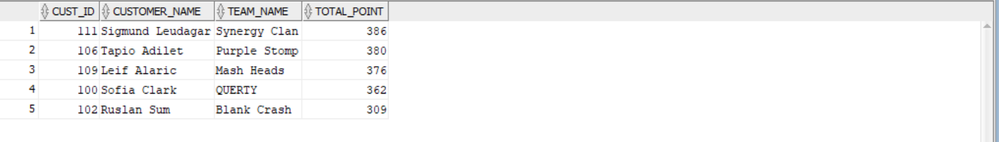 CUST_ID CUSTOMER_NAME TEAM_NAME TOTAL_POINT
1 111 Sigmund Leudagar Synergy Clan 386
2 106 Tapio Adilet Purple Stomp 380
3 109 Leif Alaric Mash Heads 376
4 100 Sofia Clark QUERTY 362
5 102 Ruslan Sum Blank Crash 309